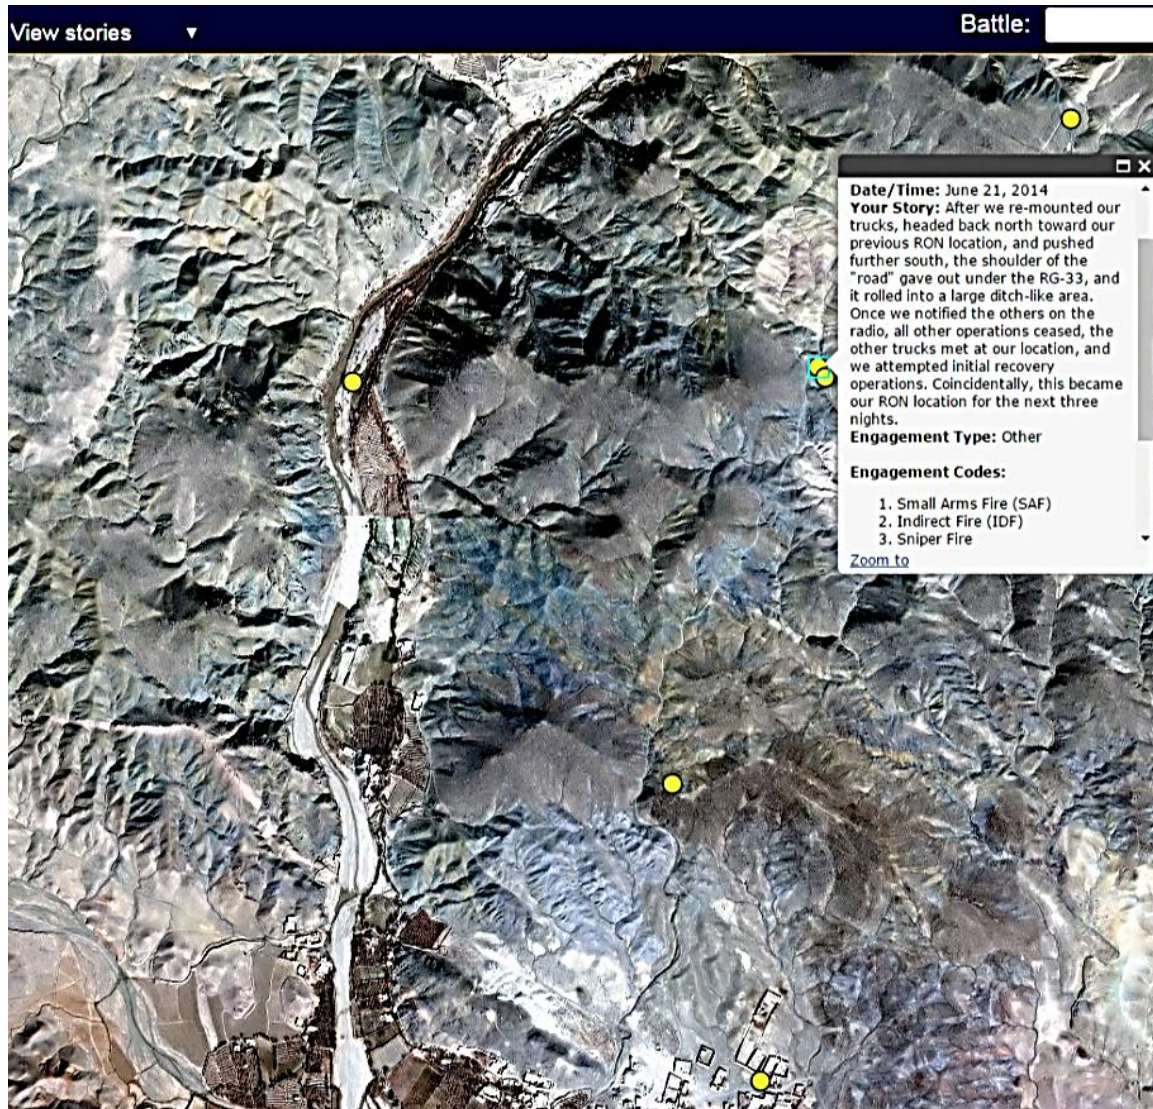 View stories
Battle:
Date/Time: June 21, 2014
Your Story: After we re-mounted our
trucks, headed back north toward our
previous RON location, and pushed
further south, the shoulder of the
"road" gave out under the RG-33, and
it rolled into a large ditch-like area.
Once we notified the others on the
radio, all other operations ceased, the
other trucks met at our location, and
we attempted initial recovery
operations. Coincidentally, this became
our RON location for the next three
nights.
Engagement Type: Other
Engagement Codes:
1. Small Arms Fire (SAF)
2. Indirect Fire (IDF)
3. Sniper Fire
Zoom to